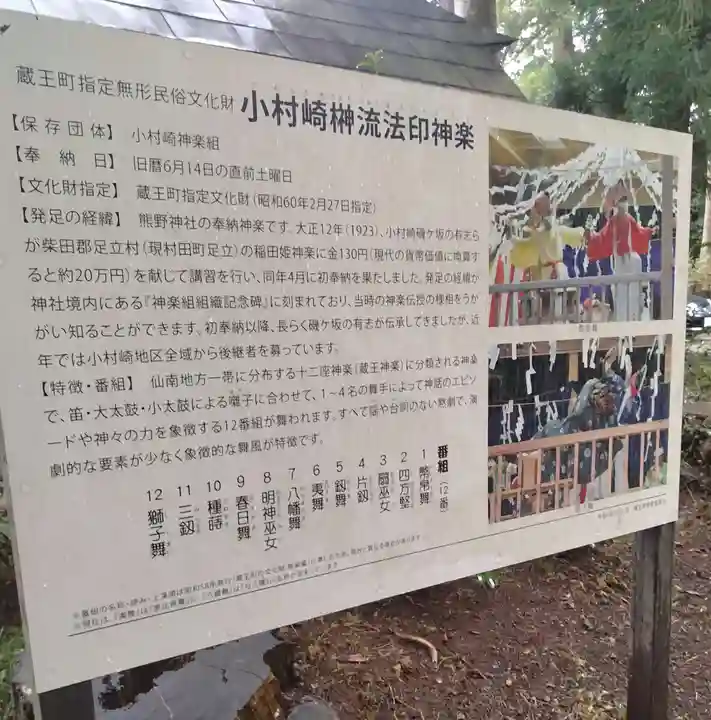 蔵王町指定無形民俗文化財 小村崎榊流法印神楽
【保存団体】 小村崎神楽組
【奉納日】 旧暦6月14日の直前土曜日
【文化財指定】 蔵王町指定文化財(昭和60年2月27日指定)
【発足の経緯】 熊野神社の奉納神楽です。大正12年(1923)、小村崎磯ケ坂の有志ら
が柴田郡足立村(現村田町足立)の稲田姫神楽に金130円(現代の貨幣価値に換算す
ると約20万円)を献じて講習を行い、同年4月に初奉納を果たしました。発足の経緯が
神社境内にある『神楽組組織記念碑』に刻まれており、当時の神楽伝授の様相をうか
がい知ることができます。初奉納以降、長らく磯ケ坂の有志が伝承してきましたが、近
年では小村崎地区全域から後継者を募っています。
【特徴・番組】 仙南地方一帯に分布する十二座神楽(蔵王神楽)に分類される神楽
で、笛・大太鼓・小太鼓による囃子に合わせて、1～4名の舞手によって神話のエピソ
ードや神々の力を象徴する12番組が舞われます。すべて謡や台詞のない黙劇で、演
劇的な要素が少なく象徴的な舞風が特徴です。
番組(12番)
1 幣帛舞
2 四方堅
3 扇巫女
4 片釼
5 釼舞
6 夷舞
7 八幡舞
8 明神巫女
9 春日舞
10 種蒔
11 三釼
12 獅子舞